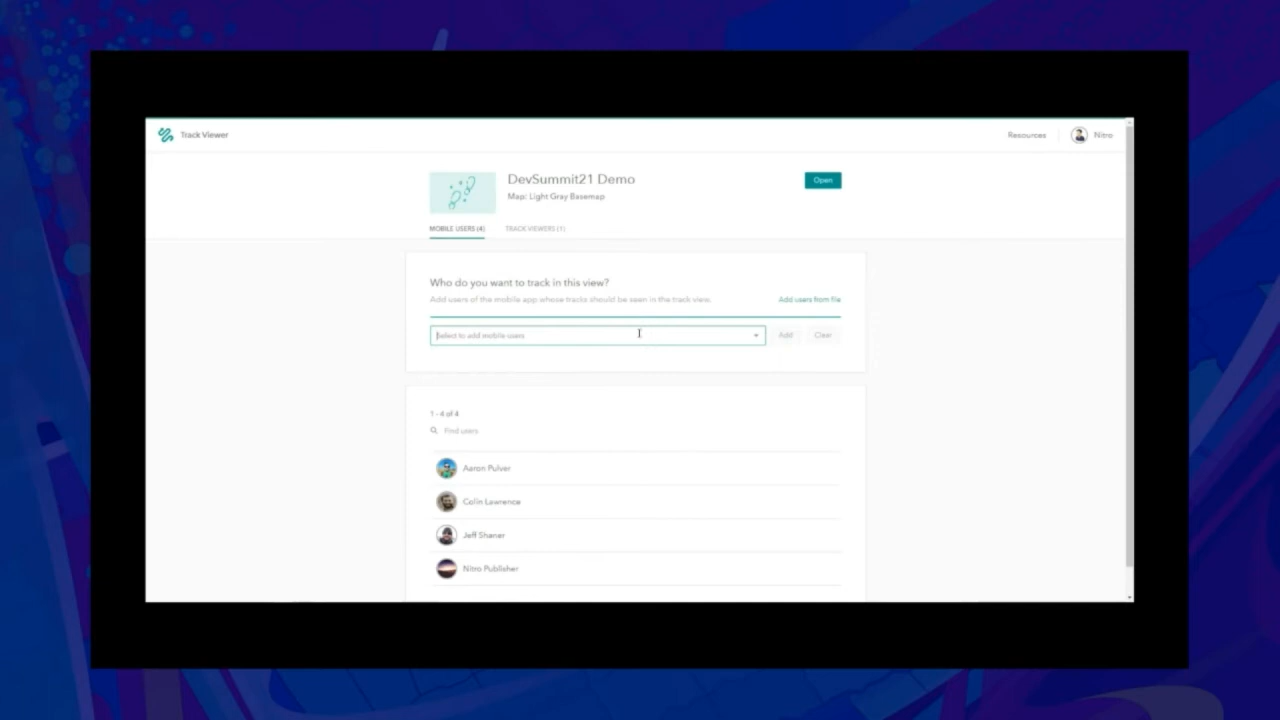 Track Viewer
Resources
Nitro
DevSummit21 Demo
Open
Map: Light Gray Basemap
MOBILE USERS (4)
TRACK VIEWERS (1)
Who do you want to track in this view?
Add users of the mobile app whose tracks should be seen in the track view.
Add users from file
Select to add mobile users
Add
Clear
1 - 4 of 4
Find users
Aaron Pulver
Colin Lawrence
Jeff Shaner
Nitro Publisher